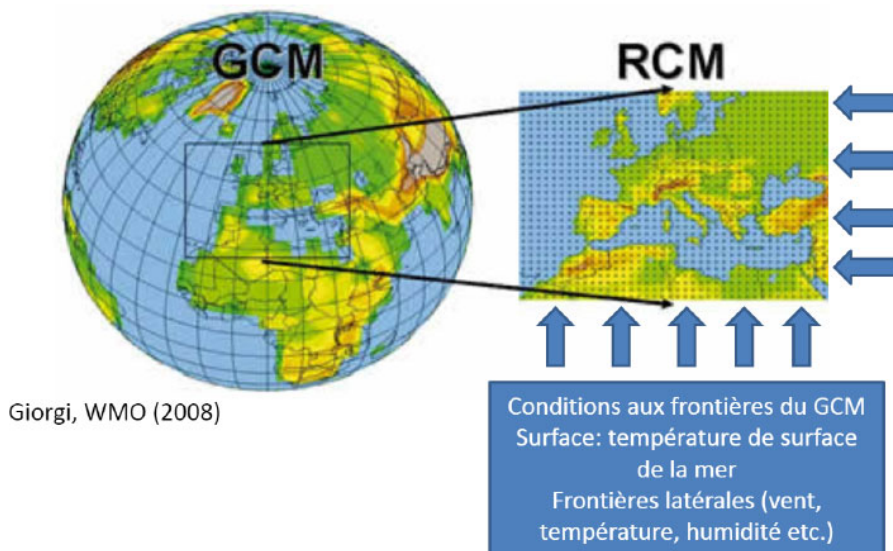 GCM
RCM
Giorgi, WMO (2008)
Conditions aux frontières du GCM
Surface: température de surface
de la mer
Frontières latérales (vent,
température, humidité etc.)